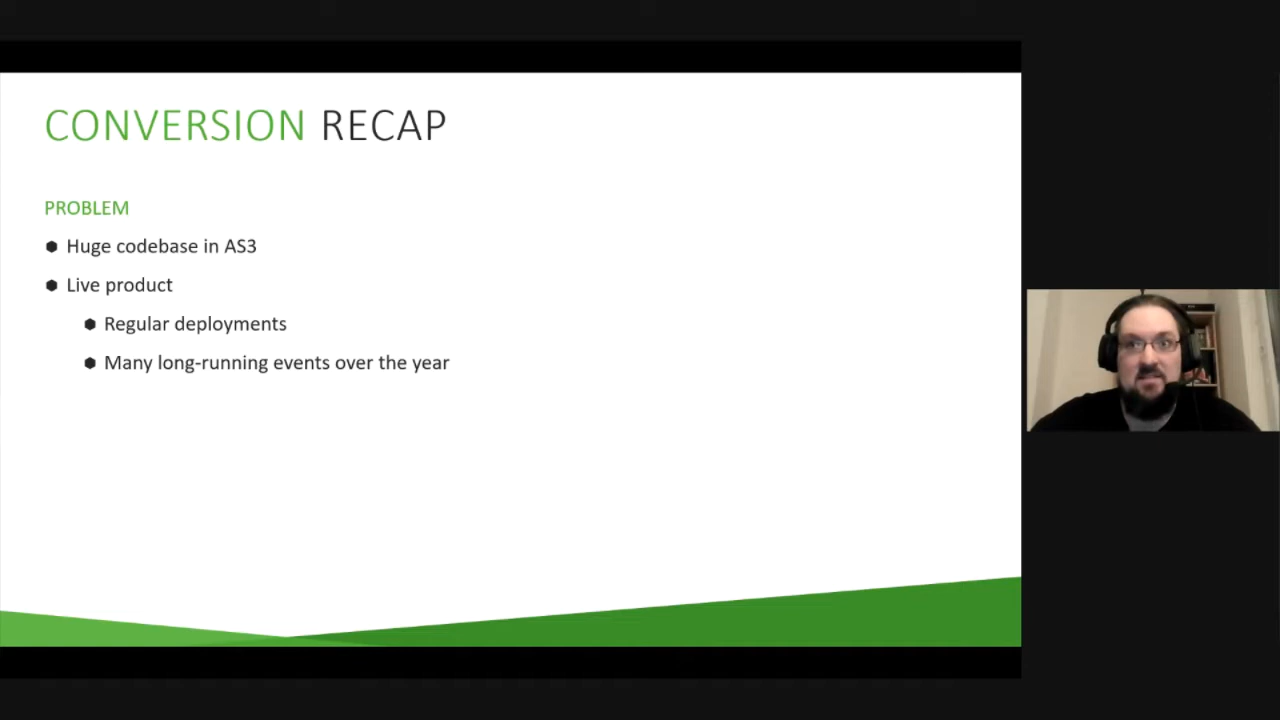 CONVERSION RECAP
PROBLEM
Huge codebase in AS3
Live product
Regular deployments
Many long-running events over the year